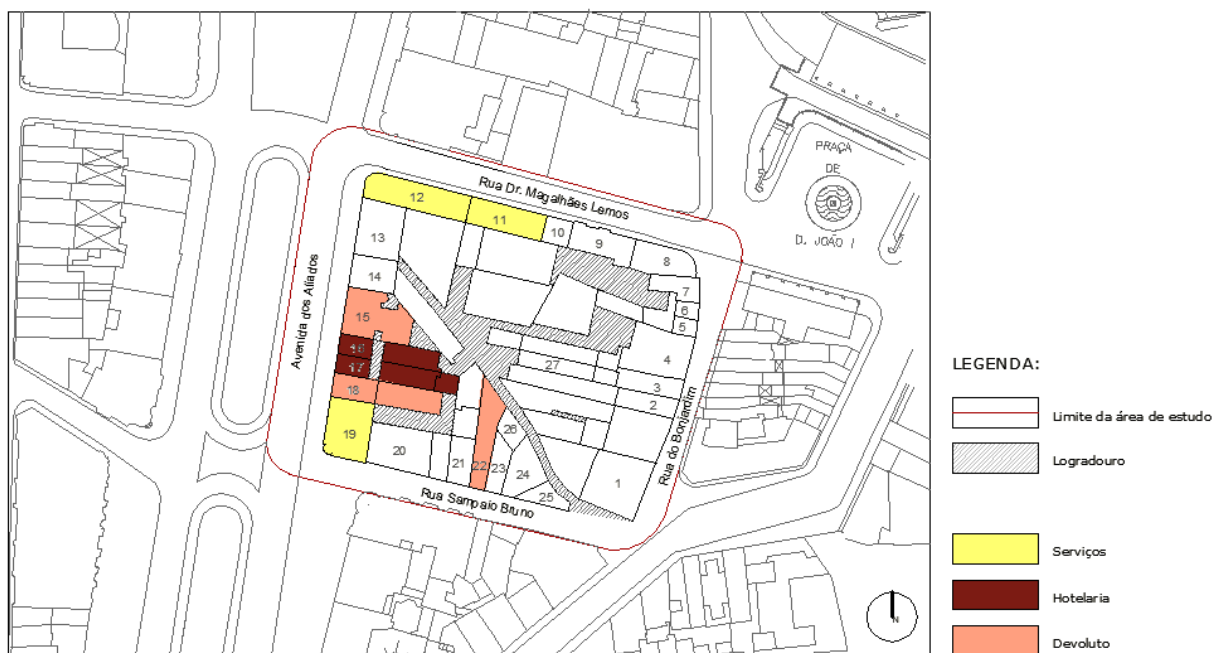 PRAÇA
DE
D. JOÃO I
Rua Dr. Magalhães Lemos
12
11
10
9
8
13
7
14
6
5
15
16
4
17
27
3
18
2
19
26
20
21
22
23
24
25
1
Avenida dos Aliados
Rua do Bonjardim
Rua Sampaio Bruno
N
LEGENDA:
Limite da área de estudo
Logradouro
Serviços
Hotelaria
Devoluto